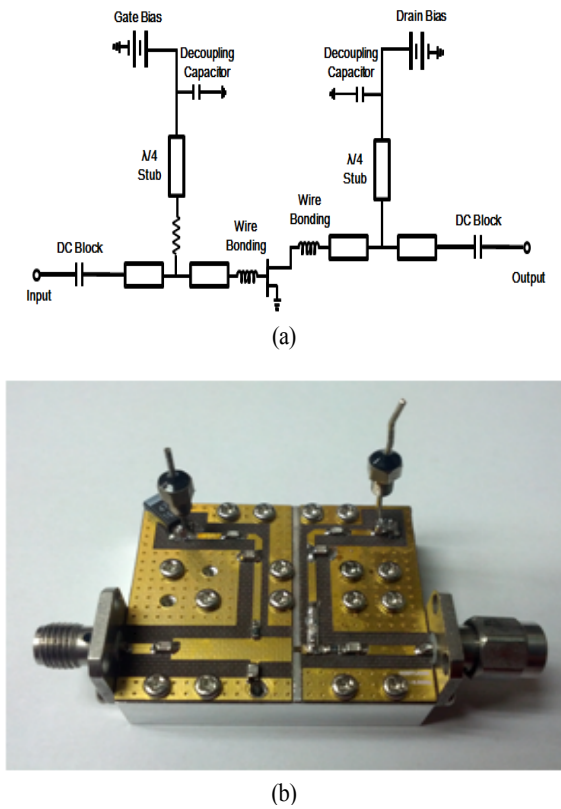 Gate Bias
Drain Bias
Decoupling
Capacitor
Decoupling
Capacitor
λ/4
Stub
λ/4
Stub
Wire
Bonding
Wire
Bonding
DC Block
DC Block
Input
Output
(a)
(b)